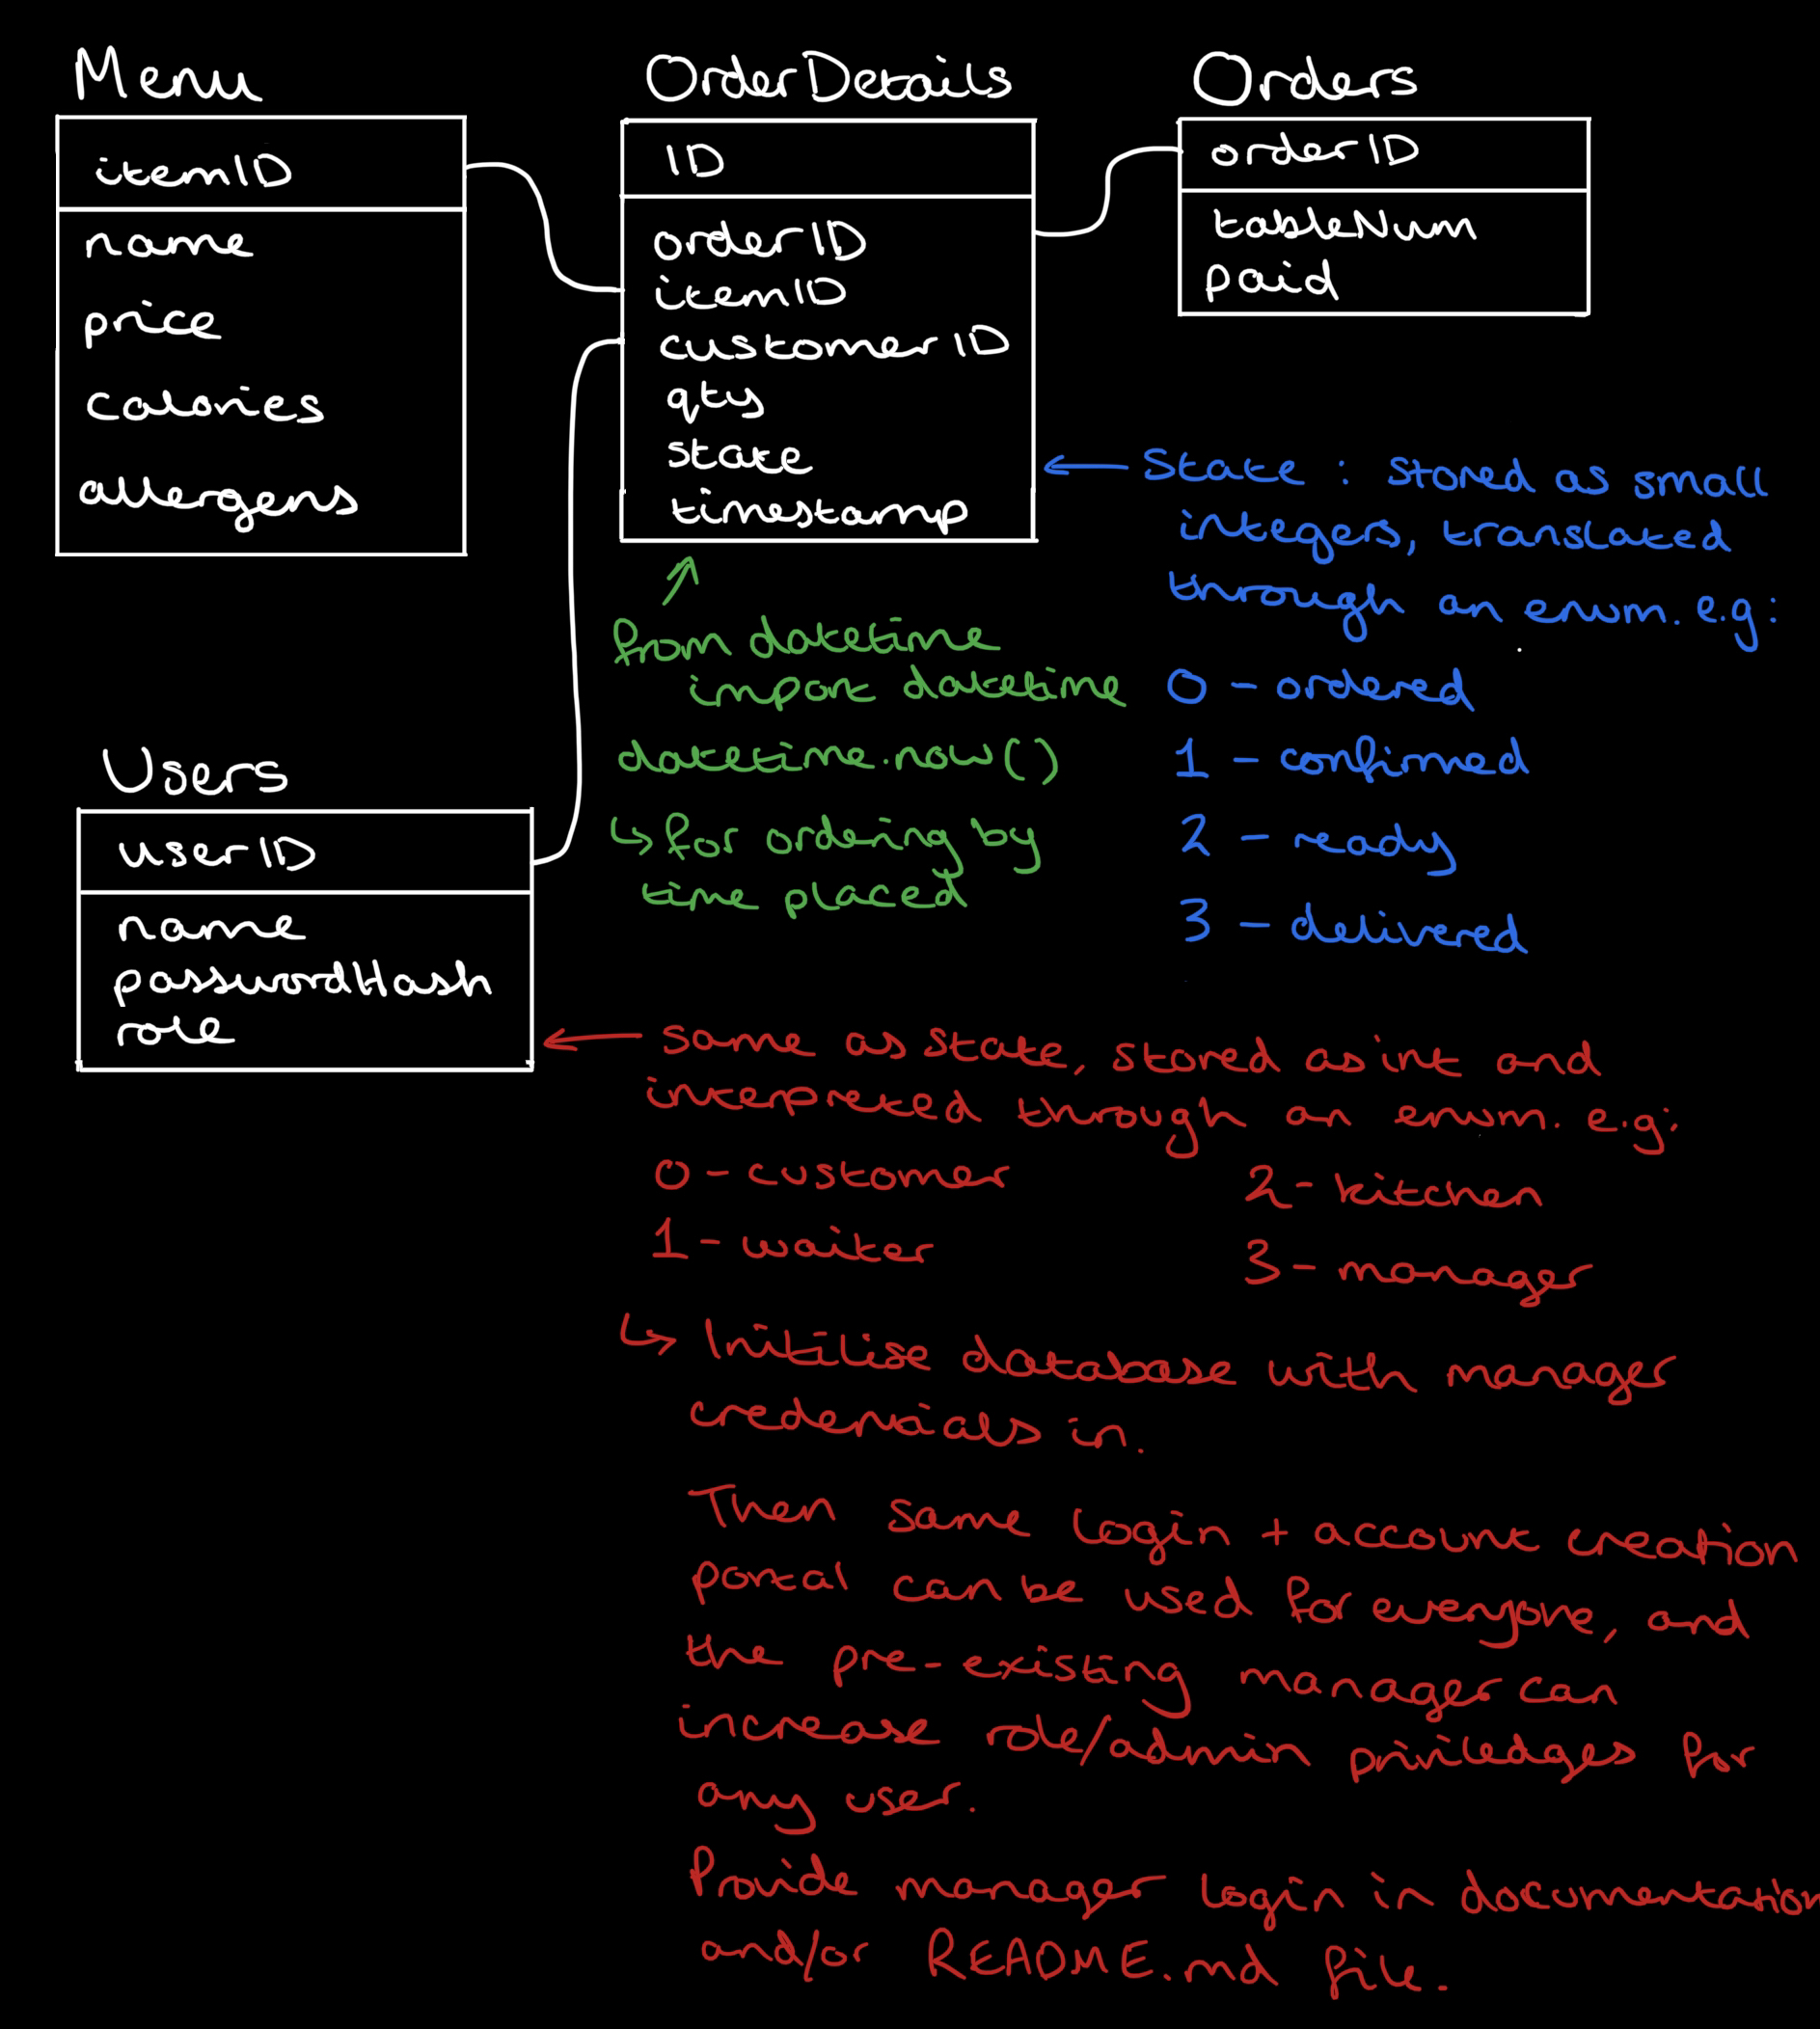 Menu
itemID
name
price
calories
allergens
OrderDetails
ID
orderID
itemID
customerID
qty
state
timestamp
Orders
orderID
tableNum
paid
← State : stored as small
integers, translated
through an enum. e.g:
0 - ordered
1 - confirmed
2 - ready
3 - delivered
from datetime
import datetime
datetime.now()
↳ for ordering by
time placed
Users
userID
name
passwordHash
role
← same as state, stored as int and
interpreted through an enum. e.g:
0 - customer
1 - waiter
2 - kitchen
3 - manager
↳ Initilise database with manager
credenials in.
Then same login + account creation
portal can be used for everyone, and
the pre-existing manager can
increase role/admin priviledges for
any user.
Provide manager login in documentation
and/or README.md file.